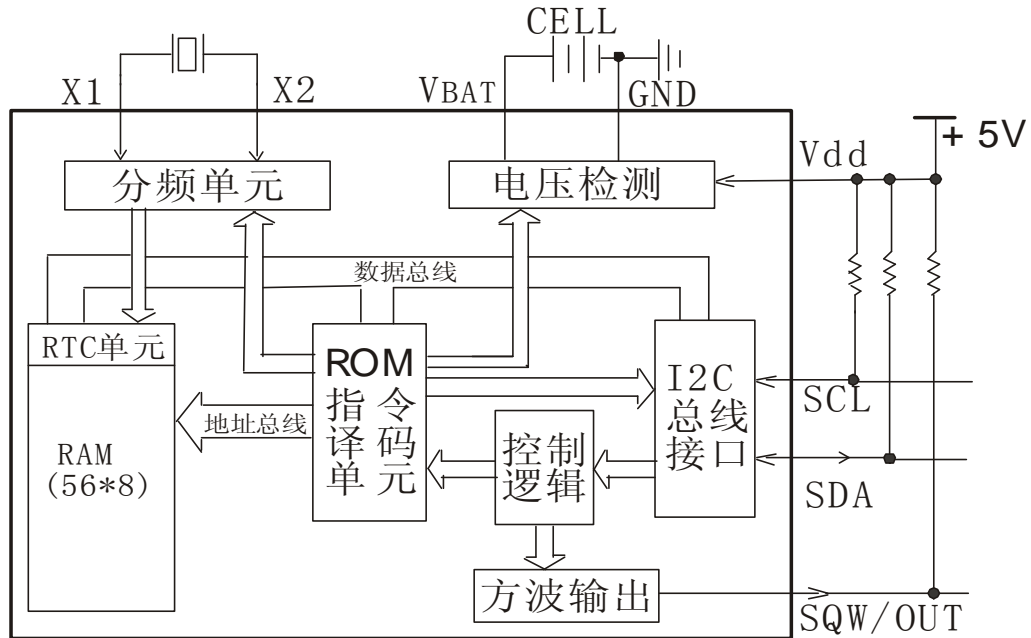 CELL
X1
X2
VBAT
GND
+ 5V
Vdd
分频单元
电压检测
数据总线
RTC单元
RAM
(56*8)
地址总线
ROM
指 令
译 码
单 元
控制
逻辑
I2C
总线
接口
SCL
SDA
方波输出
SQW/OUT